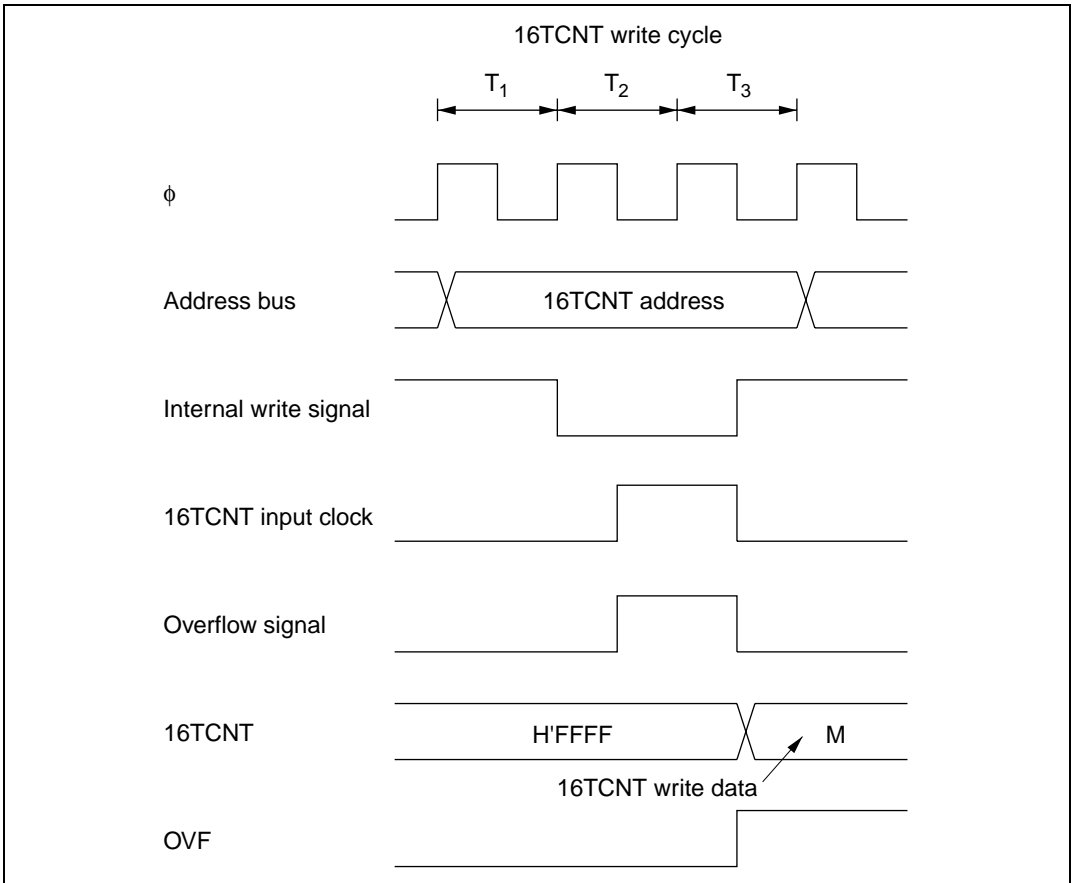 16TCNT write cycle
T1 T2 T3
φ
Address bus
16TCNT address
Internal write signal
16TCNT input clock
Overflow signal
16TCNT
H'FFFF
M
16TCNT write data
OVF